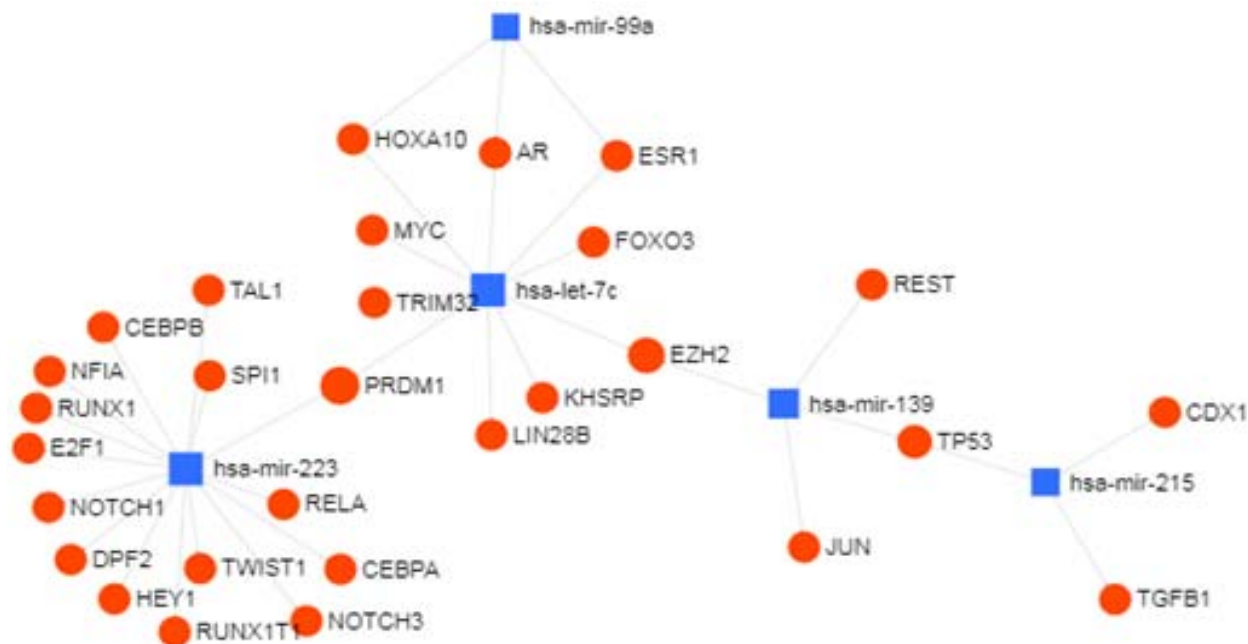 hsa-mir-99a
HOXA10
AR
ESR1
MYC
FOXO3
TAL1
TRIM32
hsa-let-7c
REST
CEBPB
EZH2
NFIA
SPI1
PRDM1
KHSRP
hsa-mir-139
CDX1
RUNX1
LIN28B
TP53
E2F1
hsa-mir-223
hsa-mir-215
NOTCH1
RELA
JUN
DPF2
TWIST1
CEBPA
HEY1
TGFB1
RUNX1T1
NOTCH3